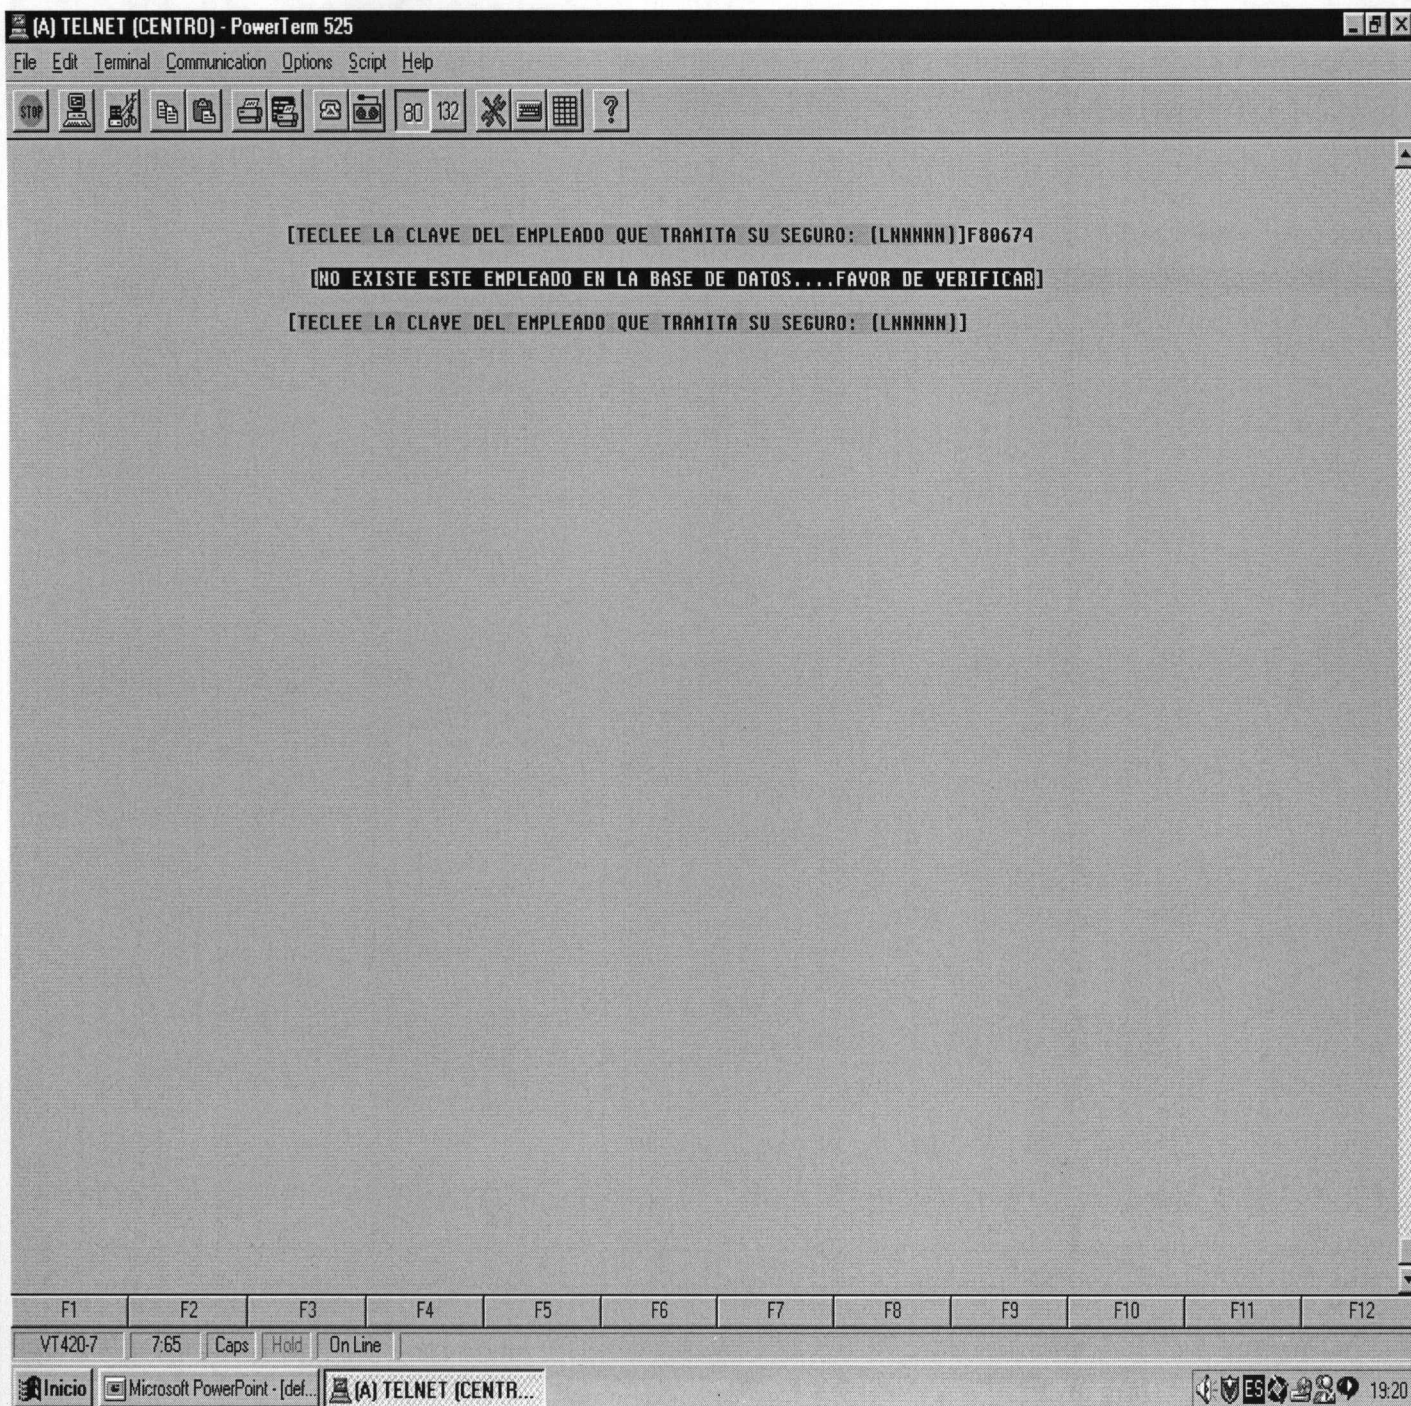 (A) TELNET (CENTRO) - PowerTerm 525
File Edit Terminal Communication Options Script Help
STOP 80 132 ?
[TECLEE LA CLAVE DEL EMPLEADO QUE TRAMITA SU SEGURO: (LNNNNN)]F80674
[NO EXISTE ESTE EMPLEADO EN LA BASE DE DATOS....FAVOR DE VERIFICAR]
[TECLEE LA CLAVE DEL EMPLEADO QUE TRAMITA SU SEGURO: (LNNNNN)]
F1 F2 F3 F4 F5 F6 F7 F8 F9 F10 F11 F12
VT420-7 7:65 Caps Hold On Line
Inicio Microsoft PowerPoint - [def... (A) TELNET (CENTR... ES 19:20